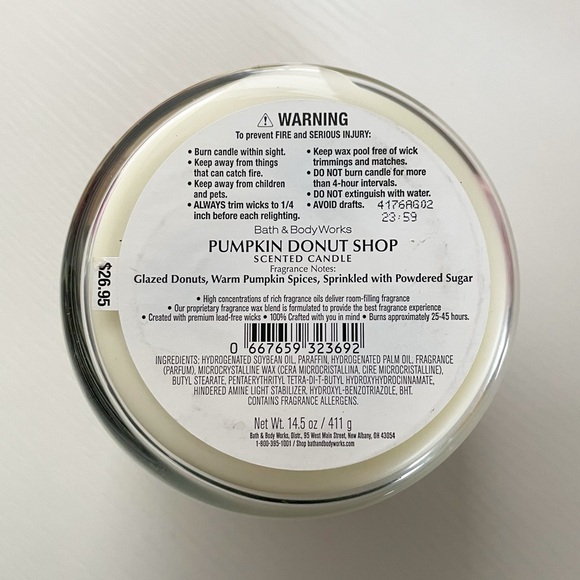 ⚠ WARNING
To prevent FIRE and SERIOUS INJURY:
• Burn candle within sight.
• Keep away from things
that can catch fire.
• Keep away from children
and pets.
• ALWAYS trim wicks to 1/4
inch before each relighting.
• Keep wax pool free of wick
trimmings and matches.
• DO NOT burn candle for more
than 4-hour intervals.
• DO NOT extinguish with water.
• AVOID drafts.
4176AG02
23:59
Bath & Body Works
PUMPKIN DONUT SHOP
SCENTED CANDLE
Fragrance Notes:
Glazed Donuts, Warm Pumpkin Spices, Sprinkled with Powdered Sugar
$26.95
• High concentrations of rich fragrance oils deliver room-filling fragrance
• Our proprietary fragrance wax blend is formulated to provide the best fragrance experience
• Created with premium lead-free wicks • 100% Crafted with you in mind • Burns approximately 25-45 hours.
0 667659 323692
INGREDIENTS: HYDROGENATED SOYBEAN OIL, PARAFFIN, HYDROGENATED PALM OIL, FRAGRANCE
(PARFUM), MICROCRYSTALLINE WAX (CERA MICROCRISTALLINA, CIRE MICROCRISTALLINE),
BUTYL STEARATE, PENTAERYTHRITYL TETRA-DI-T-BUTYL HYDROXYHYDROCINNAMATE,
HINDERED AMINE LIGHT STABILIZER, HYDROXYL-BENZOTRIAZOLE, BHT.
CONTAINS FRAGRANCE ALLERGENS.
Net Wt. 14.5 oz / 411 g
Bath & Body Works, Distr., 95 West Main Street, New Albany, OH 43054
1-800-395-1001 / Shop bathandbodyworks.com